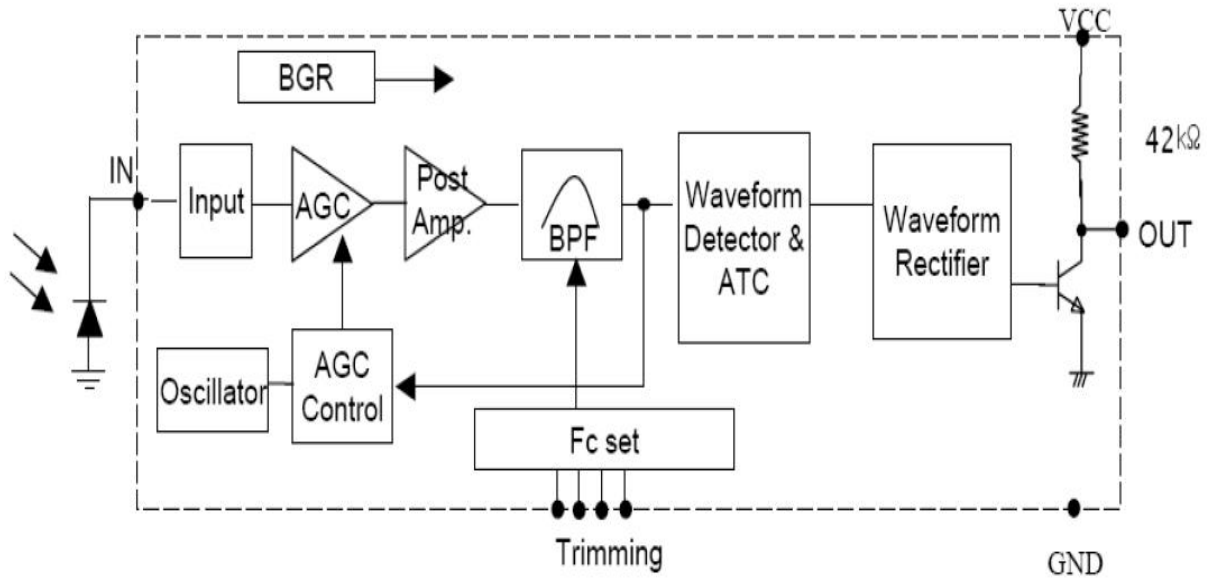 VCC
BGR
42kΩ
IN
Input
AGC
Post
Amp.
BPF
Waveform
Detector &
ATC
Waveform
Rectifier
OUT
Oscillator
AGC
Control
Fc set
Trimming
GND